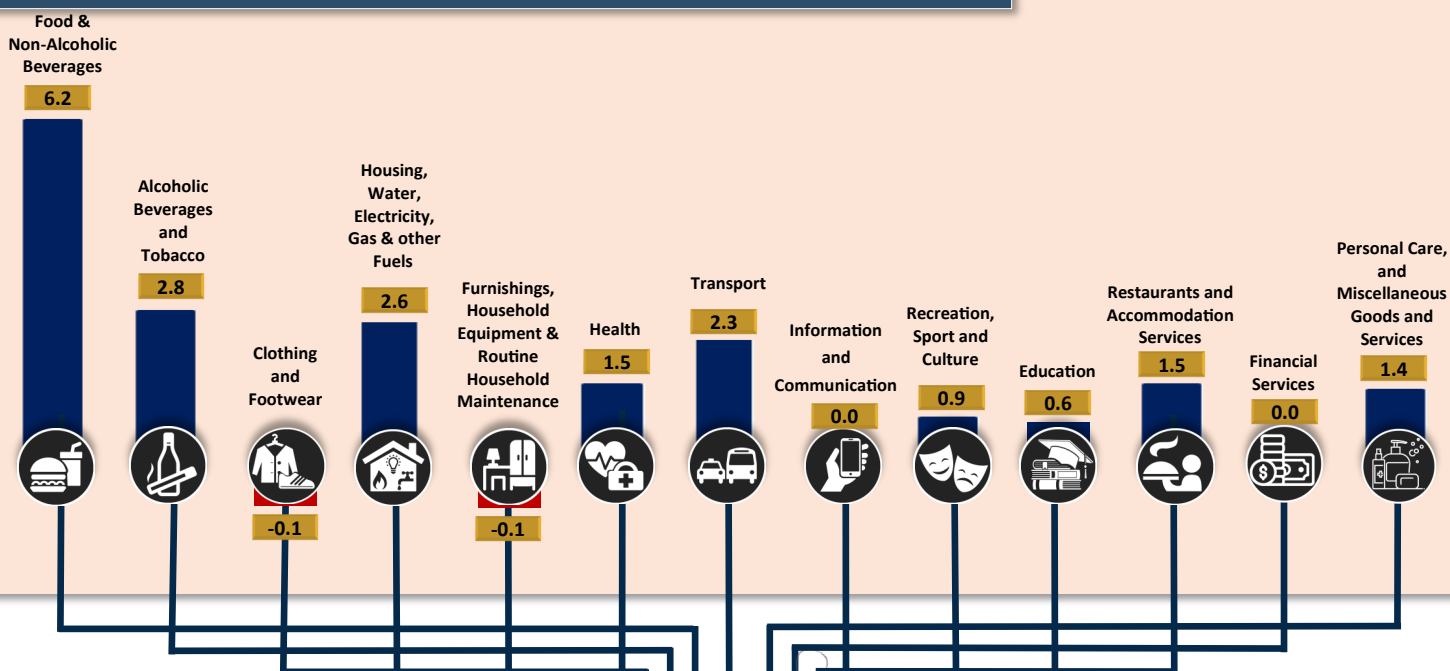 Food &
Non-Alcoholic
Beverages
6.2
Alcoholic
Beverages
and
Tobacco
2.8
Clothing
and
Footwear
-0.1
Housing,
Water,
Electricity,
Gas & other
Fuels
2.6
Furnishings,
Household
Equipment &
Routine
Household
Maintenance
-0.1
Health
1.5
Transport
2.3
Information
and
Communication
0.0
Recreation,
Sport and
Culture
0.9
Education
0.6
Restaurants and
Accommodation
Services
1.5
Financial
Services
0.0
Personal Care,
and
Miscellaneous
Goods and
Services
1.4